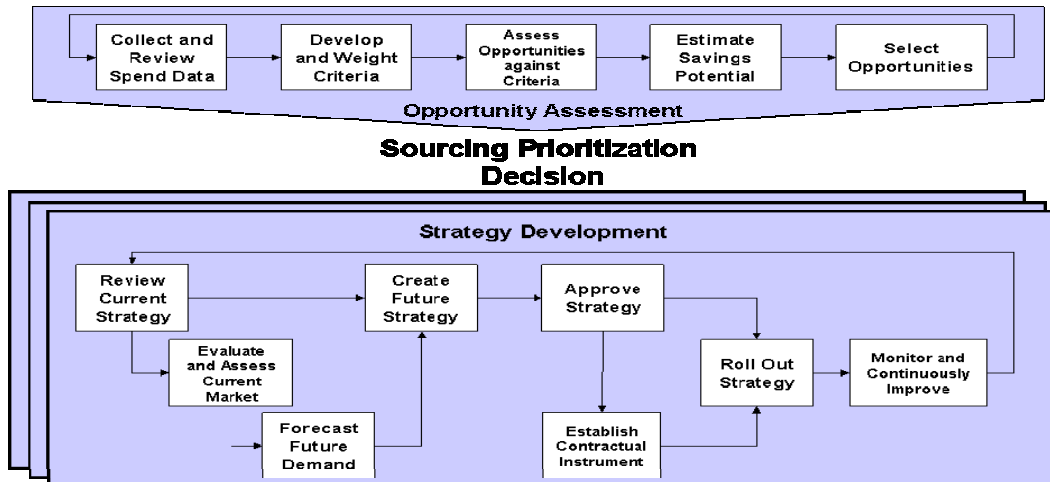 Collect and
Review
Spend Data
Develop
and Weight
Criteria
Assess
Opportunities
against
Criteria
Estimate
Savings
Potential
Select
Opportunities
Opportunity Assessment
Sourcing Prioritization
Decision
Strategy Development
Review
Current
Strategy
Create
Future
Strategy
Approve
Strategy
Evaluate
and Assess
Current
Market
Roll Out
Strategy
Monitor and
Continuously
Improve
Forecast
Future
Demand
Establish
Contractual
Instrument